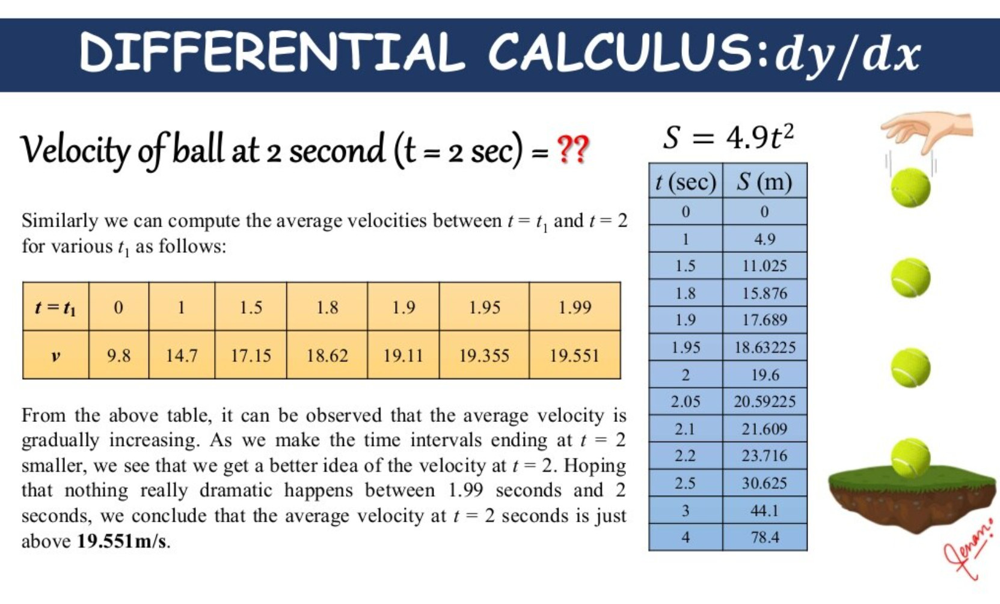 DIFFERENTIAL CALCULUS:dy/dx
Velocity of ball at 2 second (t = 2 sec) = ??
Similarly we can compute the average velocities between t = t₁ and t = 2
for various t₁ as follows:
t = t₁ 0 1 1.5 1.8 1.9 1.95 1.99
v 9.8 14.7 17.15 18.62 19.11 19.355 19.551
From the above table, it can be observed that the average velocity is
gradually increasing. As we make the time intervals ending at t = 2
smaller, we see that we get a better idea of the velocity at t = 2. Hoping
that nothing really dramatic happens between 1.99 seconds and 2
seconds, we conclude that the average velocity at t = 2 seconds is just
above 19.551m/s.
S = 4.9t²
t (sec) S (m)
0 0
1 4.9
1.5 11.025
1.8 15.876
1.9 17.689
1.95 18.63225
2 19.6
2.05 20.59225
2.1 21.609
2.2 23.716
2.5 30.625
3 44.1
4 78.4